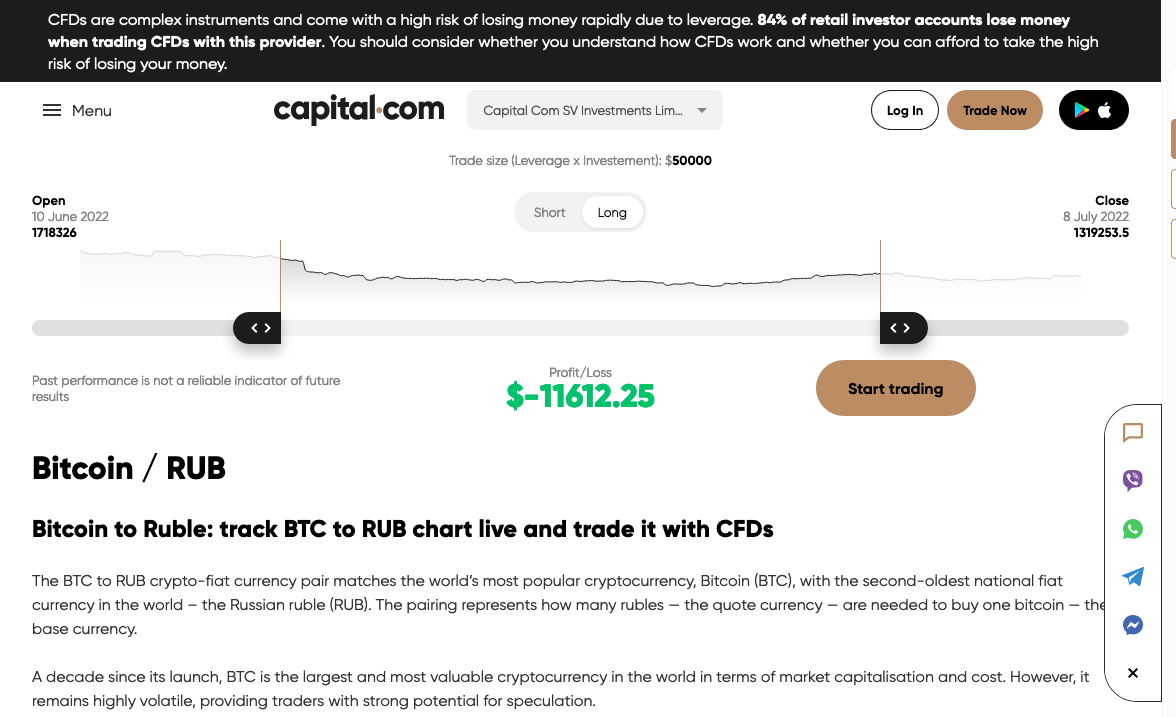 CFDs are complex instruments and come with a high risk of losing money rapidly due to leverage. 84% of retail investor accounts lose money
when trading CFDs with this provider. You should consider whether you understand how CFDs work and whether you can afford to take the high
risk of losing your money.
Menu
capital.com
Capital Com SV Investments Lim...
Log In
Trade Now
Trade size (Leverage x Investement): $50000
Open
10 June 2022
1718326
Short
Long
Close
8 July 2022
1319253.5
Past performance is not a reliable indicator of future
results
Profit/Loss
$-11612.25
Start trading
Bitcoin / RUB
Bitcoin to Ruble: track BTC to RUB chart live and trade it with CFDs
The BTC to RUB crypto-fiat currency pair matches the world's most popular cryptocurrency, Bitcoin (BTC), with the second-oldest national fiat
currency in the world – the Russian ruble (RUB). The pairing represents how many rubles — the quote currency — are needed to buy one bitcoin — the
base currency.
A decade since its launch, BTC is the largest and most valuable cryptocurrency in the world in terms of market capitalisation and cost. However, it
remains highly volatile, providing traders with strong potential for speculation.